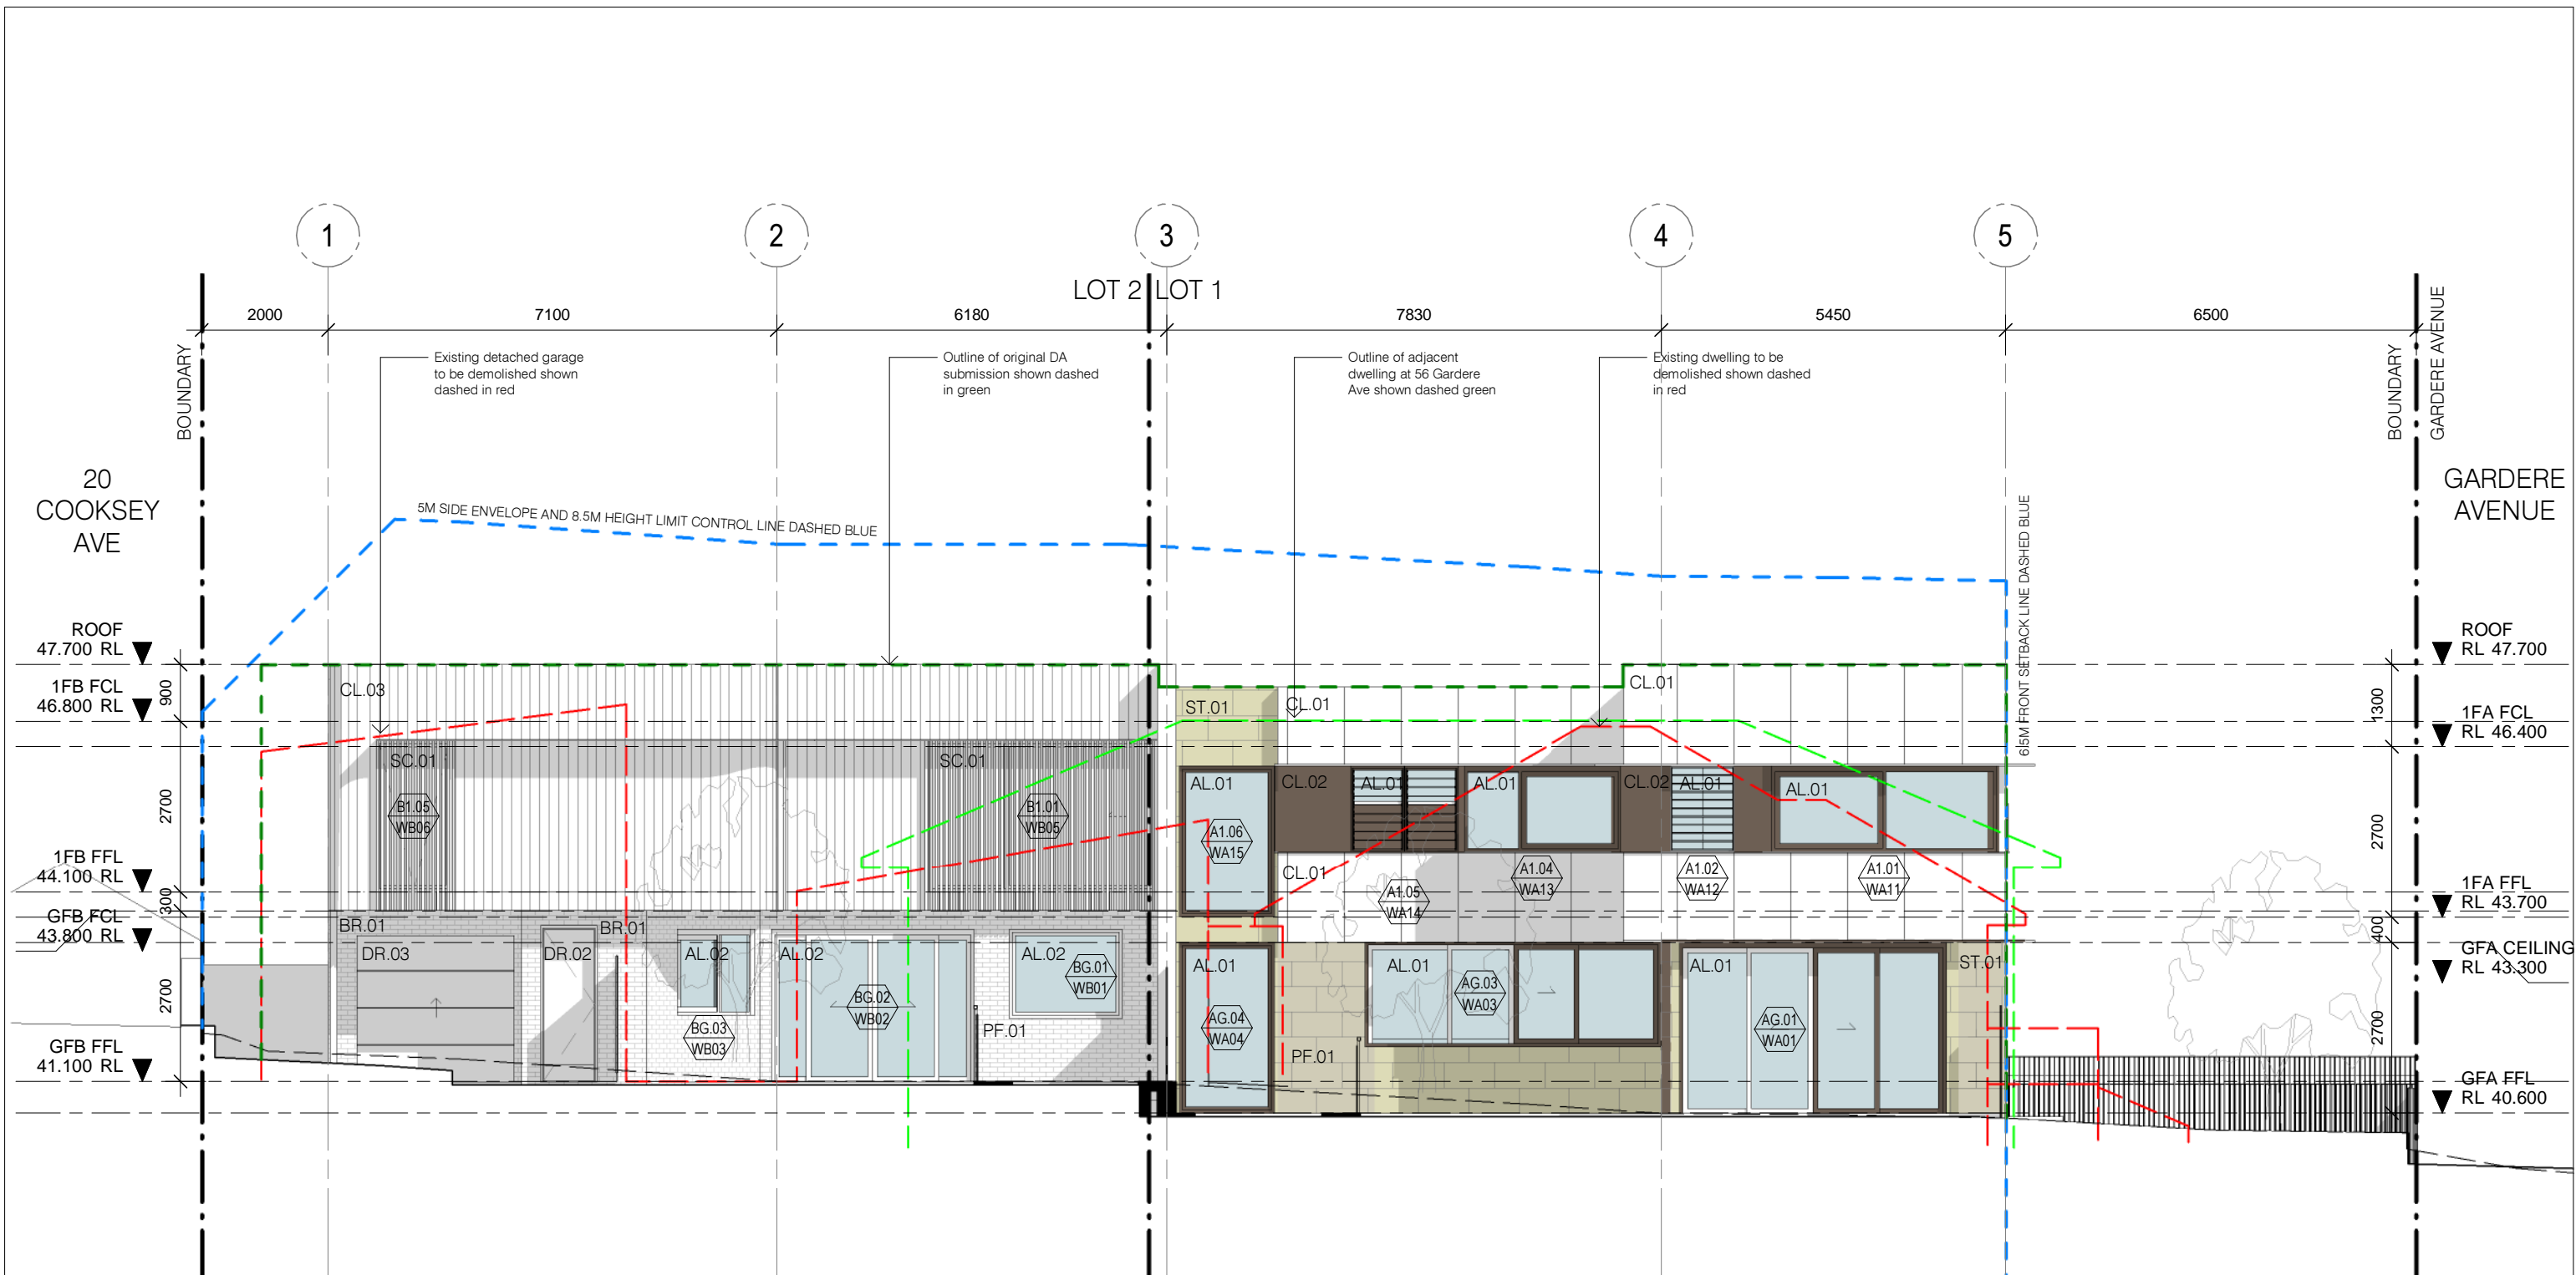 1
2
3
4
5
LOT 2
LOT 1
2000
7100
6180
7830
5450
6500
BOUNDARY
Existing detached garage
to be demolished shown
dashed in red
Outline of original DA
submission shown dashed
in green
Outline of adjacent
dwelling at 56 Gardere
Ave shown dashed green
Existing dwelling to be
demolished shown dashed
in red
BOUNDARY
GARDERE AVENUE
20
COOKSEY
AVE
GARDERE
AVENUE
5M SIDE ENVELOPE AND 8.5M HEIGHT LIMIT CONTROL LINE DASHED BLUE
6.5M FRONT SETBACK LINE DASHED BLUE
ROOF
47.700 RL
1FB FCL
46.800 RL
1FB FFL
44.100 RL
GFB FCL
43.800 RL
GFB FFL
41.100 RL
900
2700
300
2700
CL.03
SC.01
SC.01
B1.05
WB06
B1.01
WB05
BR.01
BR.01
DR.03
DR.02
AL.02
AL.02
AL.02
BG.03
WB03
BG.02
WB02
BG.01
WB01
PF.01
ST.01
CL.01
CL.01
AL.01
CL.02
AL.01
AL.01
CL.02
AL.01
AL.01
A1.06
WA15
CL.01
A1.05
WA14
A1.04
WA13
A1.02
WA12
A1.01
WA11
AL.01
AL.01
AL.01
ST.01
AG.04
WA04
AG.03
WA03
AG.01
WA01
PF.01
1300
2700
400
2700
ROOF
RL 47.700
1FA FCL
RL 46.400
1FA FFL
RL 43.700
GFA CEILING
RL 43.300
GFA FFL
RL 40.600